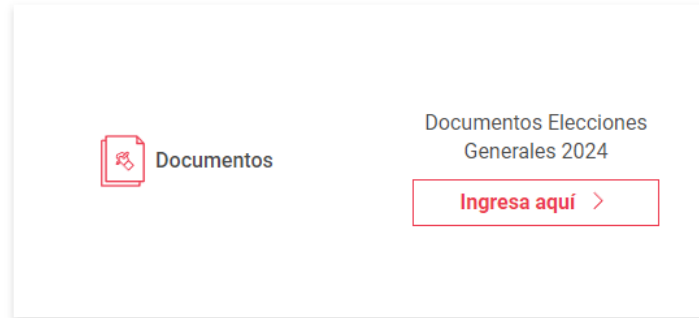 Documentos
Documentos Elecciones
Generales 2024
Ingresa aquí